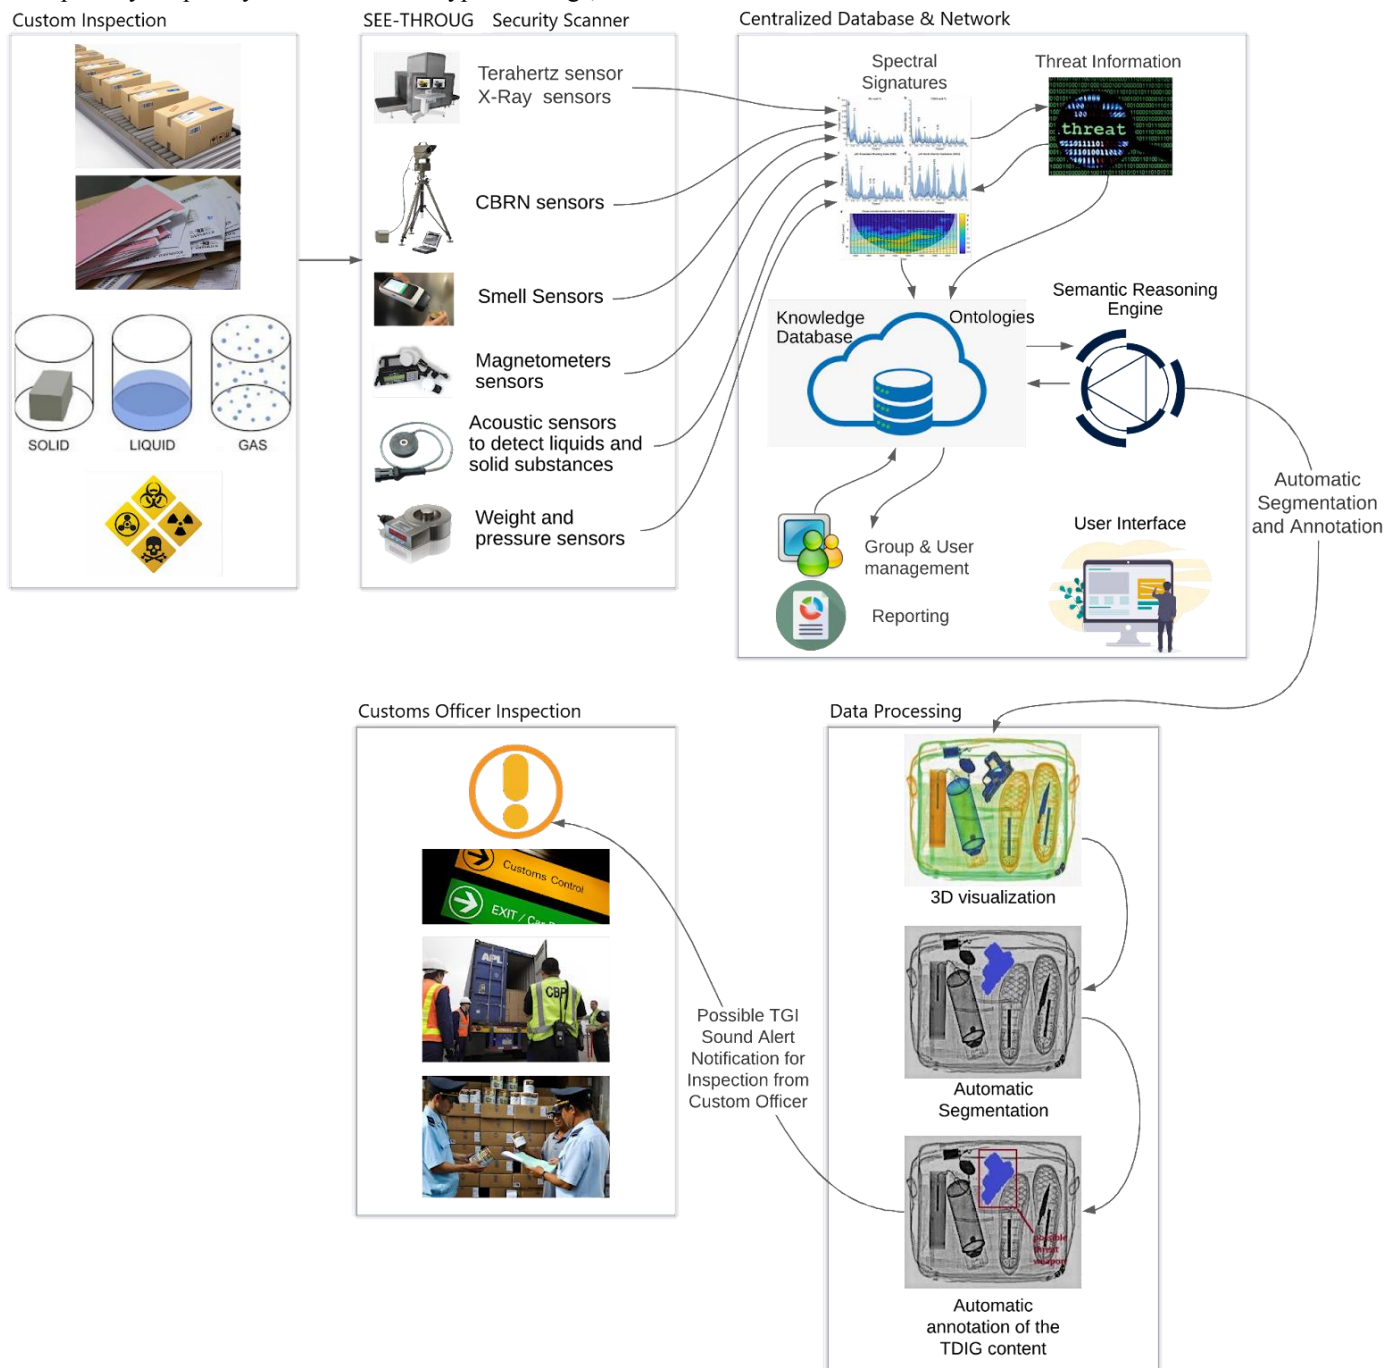 Custom Inspection
SEE-THROUG Security Scanner
Centralized Database & Network
SOLID
LIQUID
GAS
Terahertz sensor
X-Ray sensors
CBRN sensors
Smell Sensors
Magnetometers
sensors
Acoustic sensors
to detect liquids and
solid substances
Weight and
pressure sensors
Spectral
Signatures
Threat Information
threat
Knowledge
Database
Ontologies
Semantic Reasoning
Engine
Group & User
management
Reporting
User Interface
Automatic
Segmentation
and Annotation
Customs Officer Inspection
Customs Control
EXIT / Car
APL
CBP
Possible TGI
Sound Alert
Notification for
Inspection from
Custom Officer
Data Processing
3D visualization
Automatic
Segmentation
possible
threat
weapon
Automatic
annotation of the
TDIG content